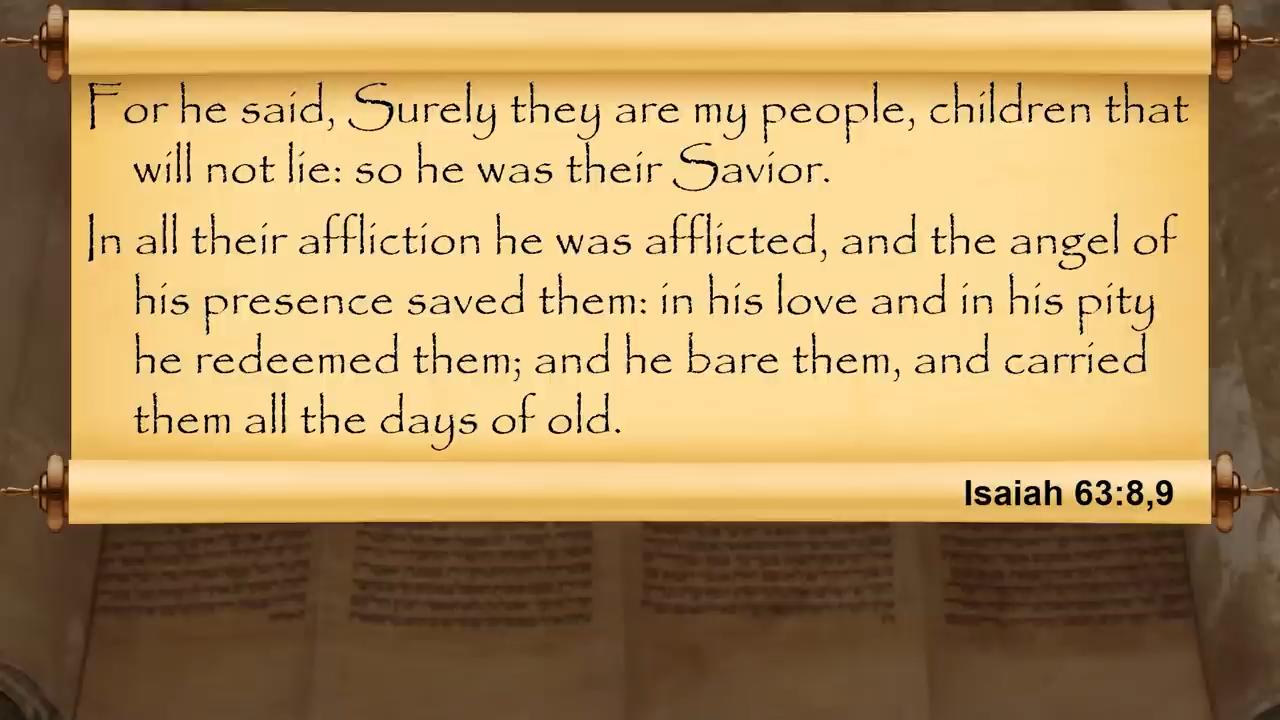 For he said, Surely they are my people, children that
will not lie: so he was their Savior.
In all their affliction he was afflicted, and the angel of
his presence saved them: in his love and in his pity
he redeemed them; and he bare them, and carried
them all the days of old.
Isaiah 63:8,9